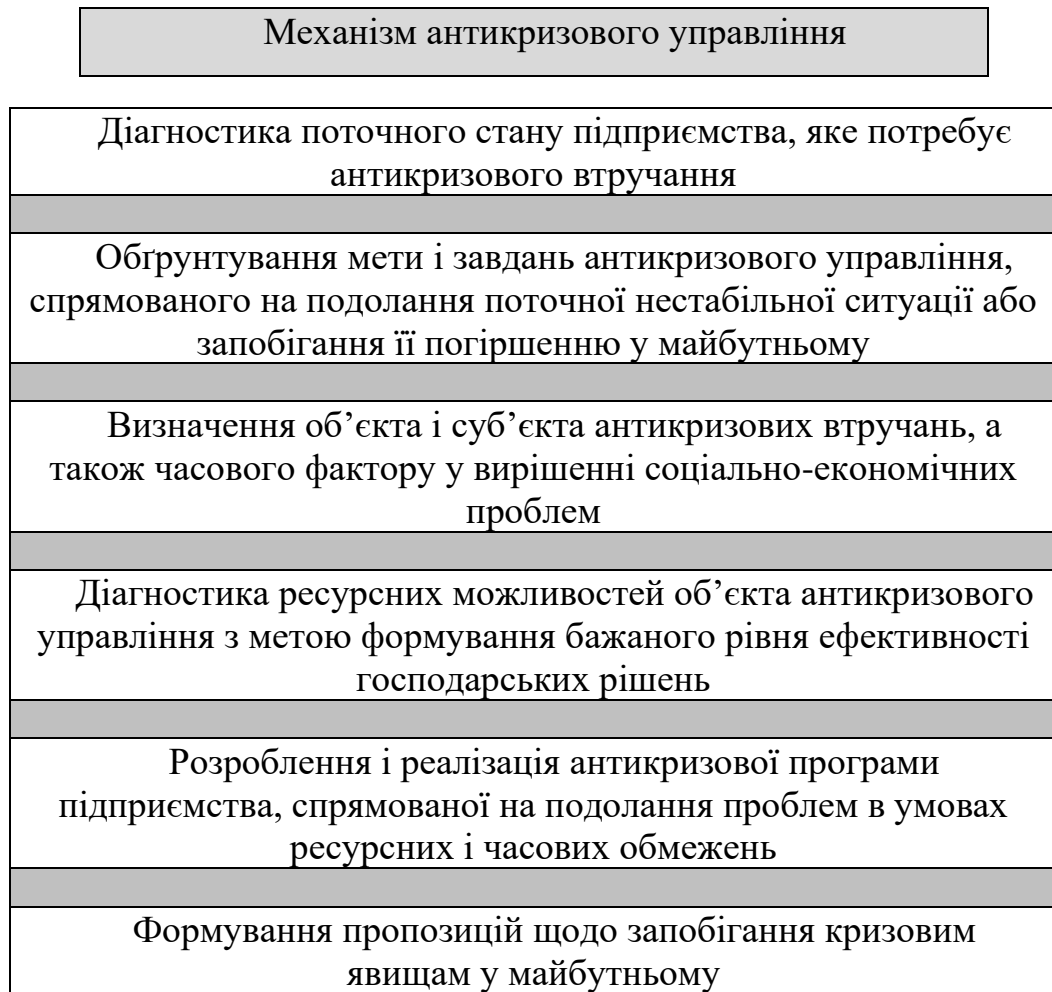 Механізм антикризового управління
Діагностика поточного стану підприємства, яке потребує
антикризового втручання
Обґрунтування мети і завдань антикризового управління,
спрямованого на подолання поточної нестабільної ситуації або
запобігання її погіршенню у майбутньому
Визначення об’єкта і суб’єкта антикризових втручань, а
також часового фактору у вирішенні соціально-економічних
проблем
Діагностика ресурсних можливостей об’єкта антикризового
управління з метою формування бажаного рівня ефективності
господарських рішень
Розроблення і реалізація антикризової програми
підприємства, спрямованої на подолання проблем в умовах
ресурсних і часових обмежень
Формування пропозицій щодо запобігання кризовим
явищам у майбутньому